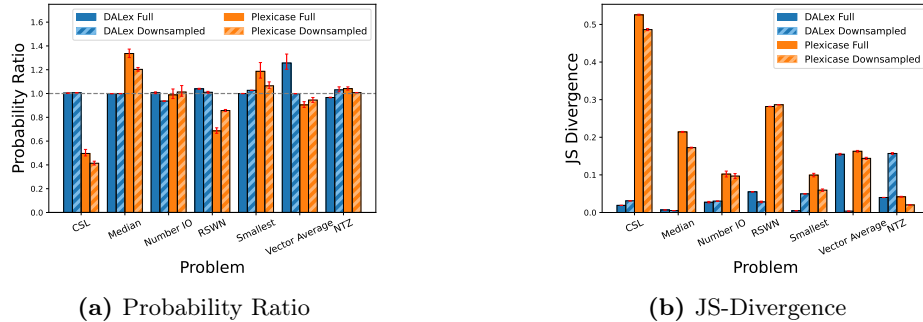 DALex Full
DALex Downsampled
Plexicase Full
Plexicase Downsampled
Probability Ratio
1.6
1.4
1.2
1.0
0.8
0.6
0.4
0.2
0.0
CSL
Median
Number IO
RSWN
Smallest
Vector Average
NTZ
Problem
(a) Probability Ratio
DALex Full
DALex Downsampled
Plexicase Full
Plexicase Downsampled
JS Divergence
0.5
0.4
0.3
0.2
0.1
0.0
CSL
Median
Number IO
RSWN
Smallest
Vector Average
NTZ
Problem
(b) JS-Divergence